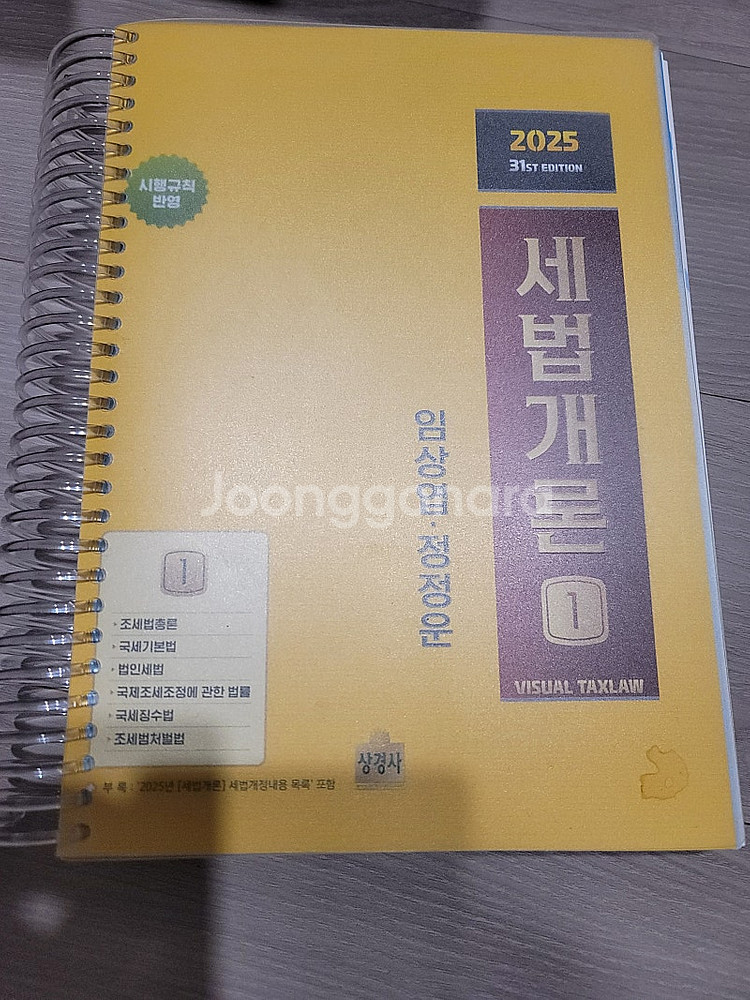 2025
31ST EDITION
시행규칙
반영
세법개론
1
VISUAL TAXLAW
임상엽·정정운
Joonggonara
1
조세법총론
국세기본법
법인세법
국제조세조정에 관한 법률
국세징수법
조세범처벌법
상경사
부 록 : '2025년 [세법개론] 세법개정내용 목록' 포함